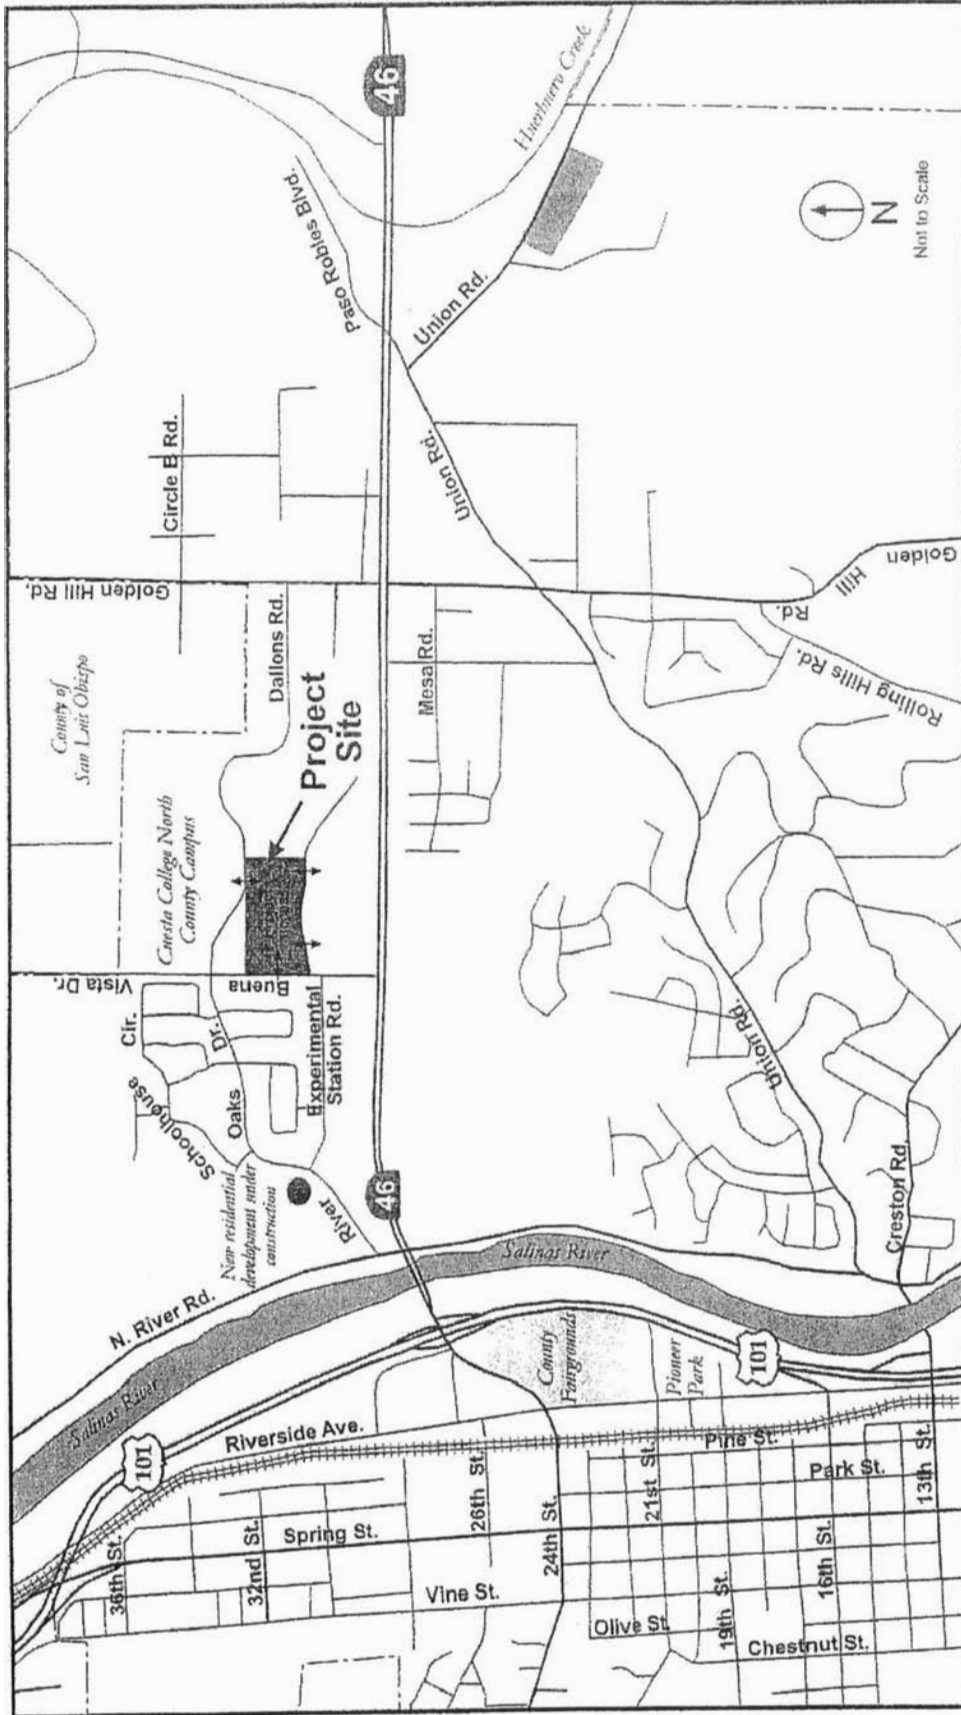 County of
San Luis Obispo
Golden Hill Rd.
Circle B Rd.
Dallons Rd.
Cuesta College North
County Campus
Project
Site
Vista Dr.
Buena
Cir.
Schoolhouse
Dr.
Oaks
Experimental
Station Rd.
New residential
development under
construction
River
N. River Rd.
Salinas River
Salinas River
46
46
Paso Robles Blvd.
Union Rd.
Union Rd.
Huerhuero Creek
Mesa Rd.
Golden
Hill
Rd.
Rolling Hills Rd.
Union Rd.
Creston Rd.
N
Not to Scale
101
101
Riverside Ave.
County
Fairgrounds
Pioneer
Park
Pine St.
Park St.
Spring St.
Vine St.
Olive St.
Chestnut St.
36th St.
32nd St.
26th St.
24th St.
21st St.
19th St.
16th St.
13th St.